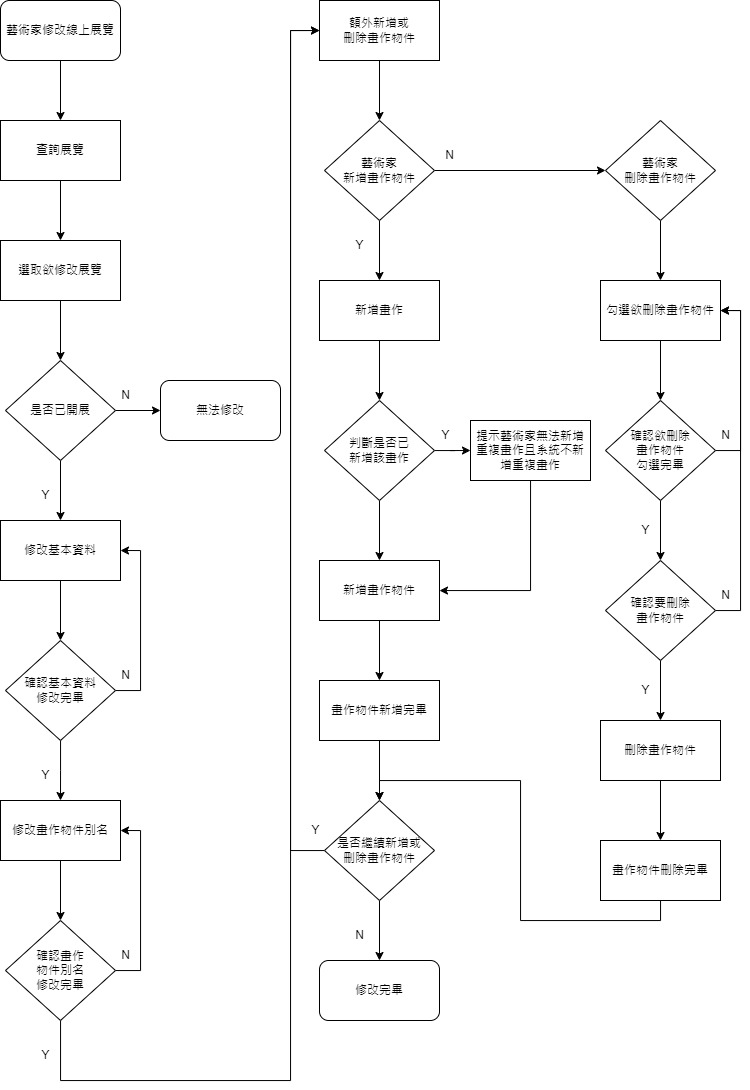 藝術家修改線上展覽
查詢展覽
選取欲修改展覽
是否已開展
N
無法修改
Y
修改基本資料
確認基本資料
修改完畢
N
Y
修改畫作物件別名
確認畫作
物件別名
修改完畢
N
Y
額外新增或
刪除畫作物件
藝術家
新增畫作物件
N
Y
新增畫作
判斷是否已
新增該畫作
Y
提示藝術家無法新增
重複畫作且系統不新
增重複畫作
新增畫作物件
畫作物件新增完畢
是否繼續新增或
刪除畫作物件
Y
N
修改完畢
藝術家
刪除畫作物件
勾選欲刪除畫作物件
確認欲刪除
畫作物件
勾選完畢
N
Y
確認要刪除
畫作物件
N
Y
刪除畫作物件
畫作物件刪除完畢